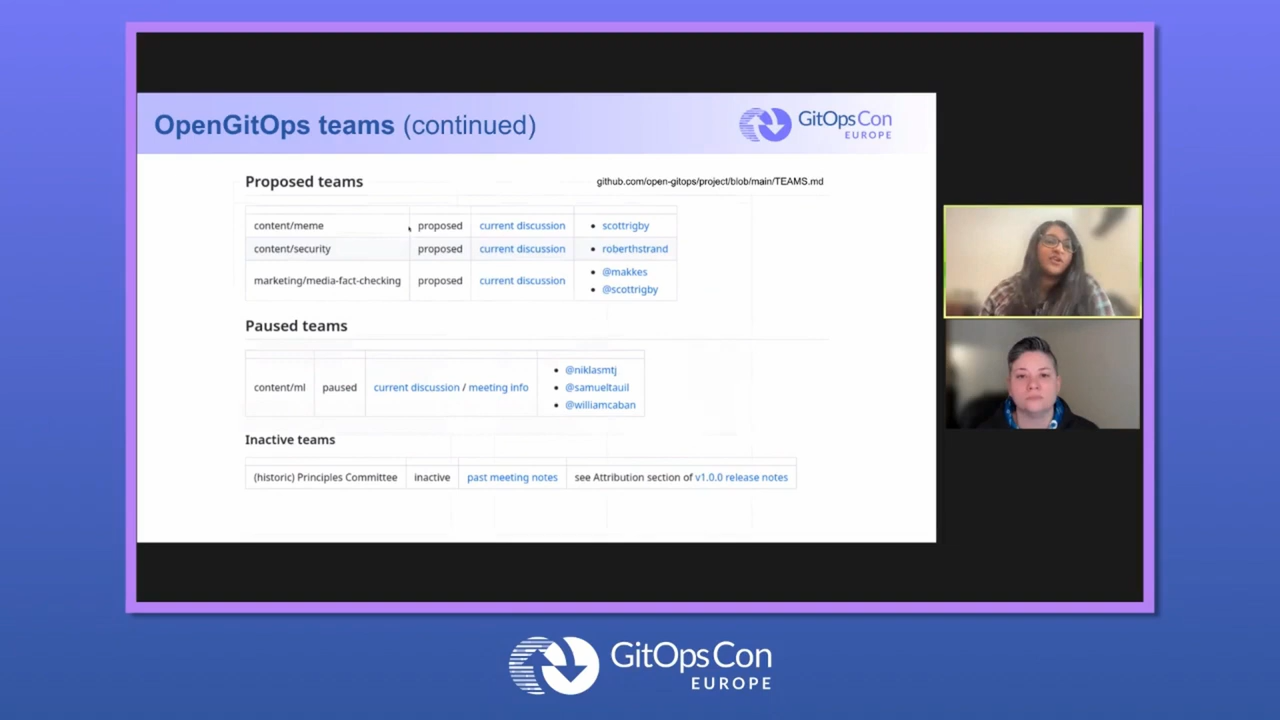 OpenGitOps teams (continued)
GitOpsCon
EUROPE
Proposed teams
github.com/open-gitops/project/blob/main/TEAMS.md
content/meme proposed current discussion • scottrigby
content/security proposed current discussion • roberthstrand
marketing/media-fact-checking proposed current discussion • @makkes
• @scottrigby
Paused teams
content/ml paused current discussion / meeting info • @niklasmtj
• @samueltauil
• @williamcaban
Inactive teams
(historic) Principles Committee inactive past meeting notes see Attribution section of v1.0.0 release notes
GitOpsCon
EUROPE